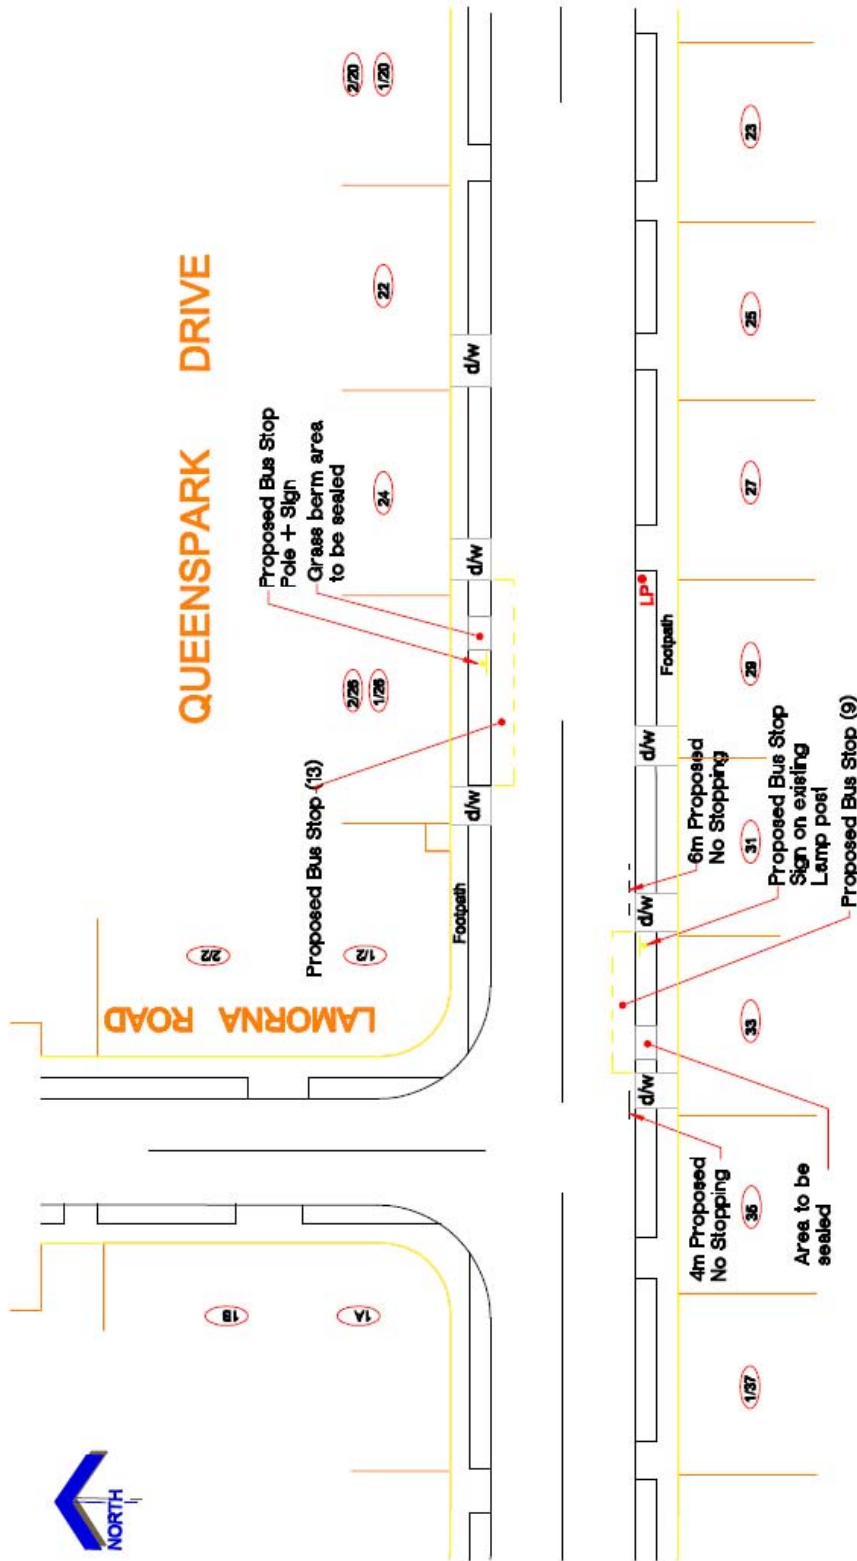 NORTH
QUEENSPARK DRIVE
LAMORNA ROAD
1B
1A
2/2
1/2
Proposed Bus Stop (13)
Proposed Bus Stop
Pole + Sign
Grass berm area
to be sealed
2/26
1/26
24
22
2/20
1/20
Footpath
d/w
d/w
d/w
LP
Footpath
d/w
d/w
d/w
4m Proposed
No Stopping
6m Proposed
No Stopping
1/37
35
33
31
29
27
25
23
Area to be
sealed
Proposed Bus Stop
Sign on existing
Lamp post
Proposed Bus Stop (9)